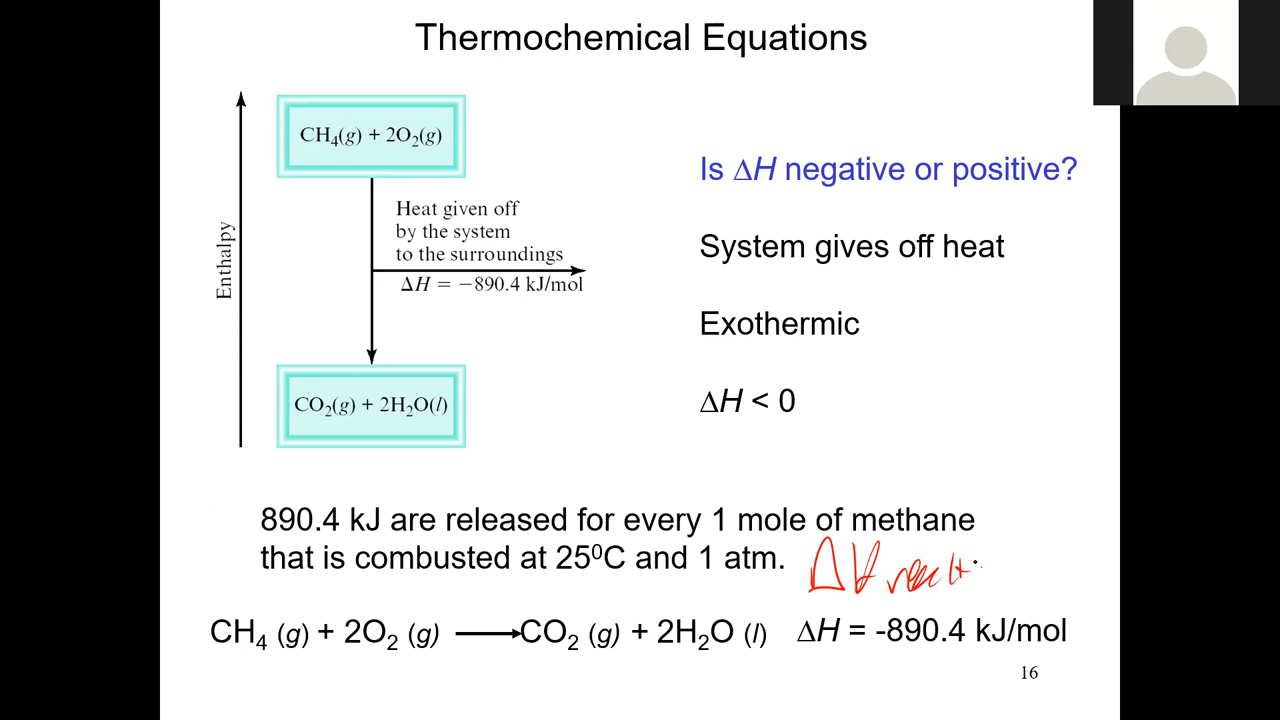 Thermochemical Equations
CH₄(g) + 2O₂(g)
Heat given off
by the system
to the surroundings
ΔH = −890.4 kJ/mol
Enthalpy
CO₂(g) + 2H₂O(l)
Is ΔH negative or positive?
System gives off heat
Exothermic
ΔH < 0
890.4 kJ are released for every 1 mole of methane
that is combusted at 25⁰C and 1 atm.
CH₄ (g) + 2O₂ (g) ⟶ CO₂ (g) + 2H₂O (l) ΔH = -890.4 kJ/mol
16